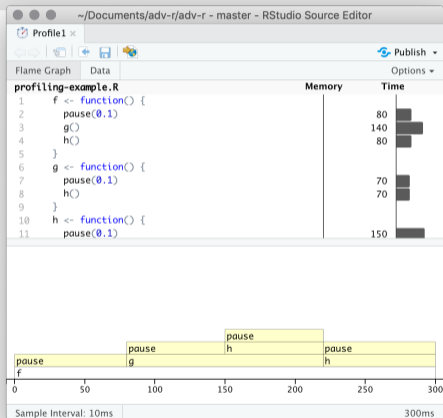 ~/Documents/adv-r/adv-r - master - RStudio Source Editor
Profile1 ×
Publish
Flame Graph Data Options
profiling-example.R Memory Time
1 f <- function() {
2 pause(0.1) 80
3 g() 140
4 h() 80
5 }
6 g <- function() {
7 pause(0.1) 70
8 h() 70
9 }
10 h <- function() {
11 pause(0.1) 150
pause
pause h pause
pause g h
f
0 50 100 150 200 250 300
Sample Interval: 10ms 300ms